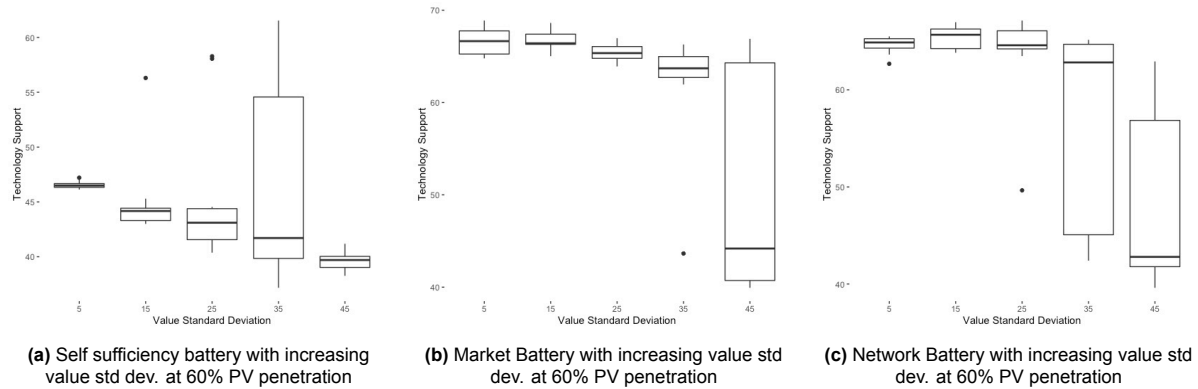 60
55
50
45
40
Technology Support
5
15
25
35
45
Value Standard Deviation
(a) Self sufficiency battery with increasing
value std dev. at 60% PV penetration
70
60
50
40
Technology Support
5
15
25
35
45
Value Standard Deviation
(b) Market Battery with increasing value std
dev. at 60% PV penetration
60
50
40
Technology Support
5
15
25
35
45
Value Standard Deviation
(c) Network Battery with increasing value std
dev. at 60% PV penetration